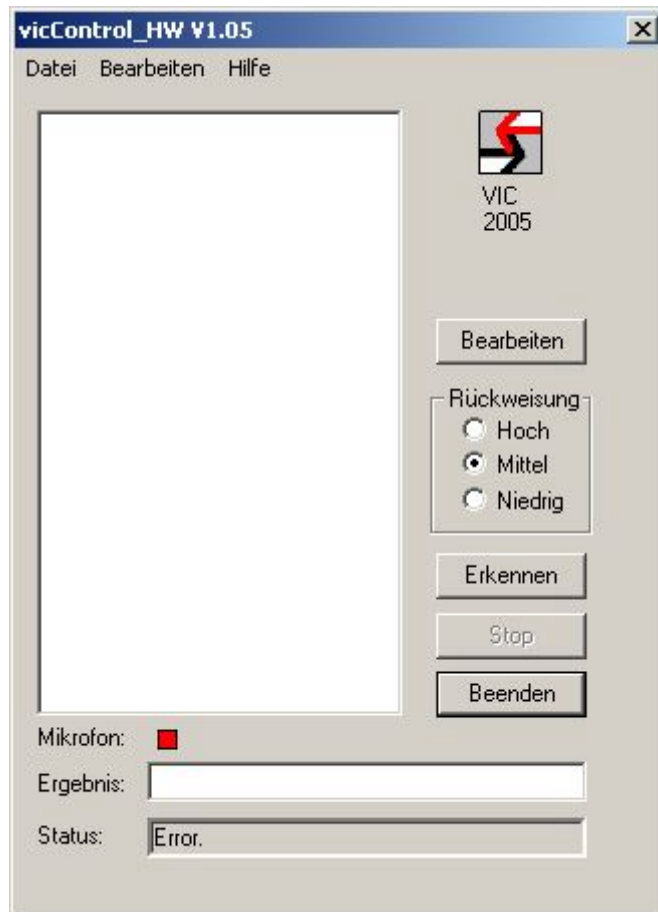 vicControl_HW V1.05
Datei Bearbeiten Hilfe
VIC
2005
Bearbeiten
Rückweisung
Hoch
Mittel
Niedrig
Erkennen
Stop
Beenden
Mikrofon:
Ergebnis:
Status: Error.